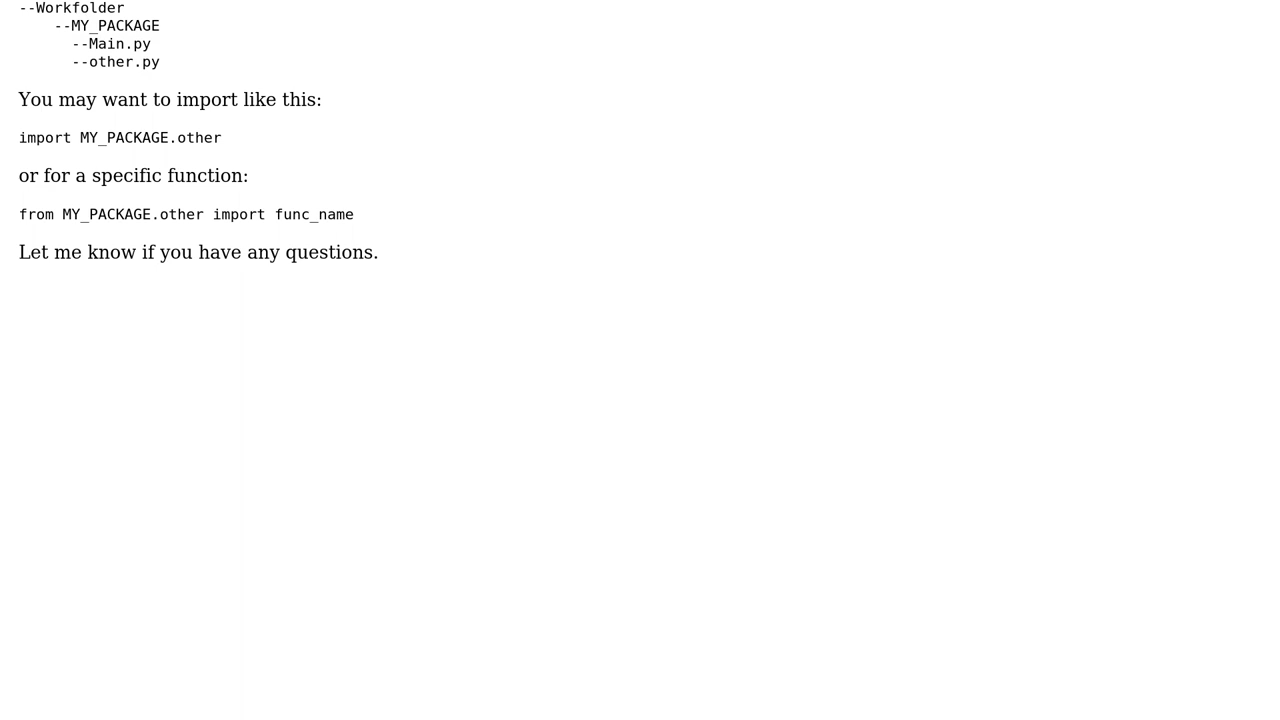 --Workfolder
    --MY_PACKAGE
      --Main.py
      --other.py
You may want to import like this:
import MY_PACKAGE.other
or for a specific function:
from MY_PACKAGE.other import func_name
Let me know if you have any questions.